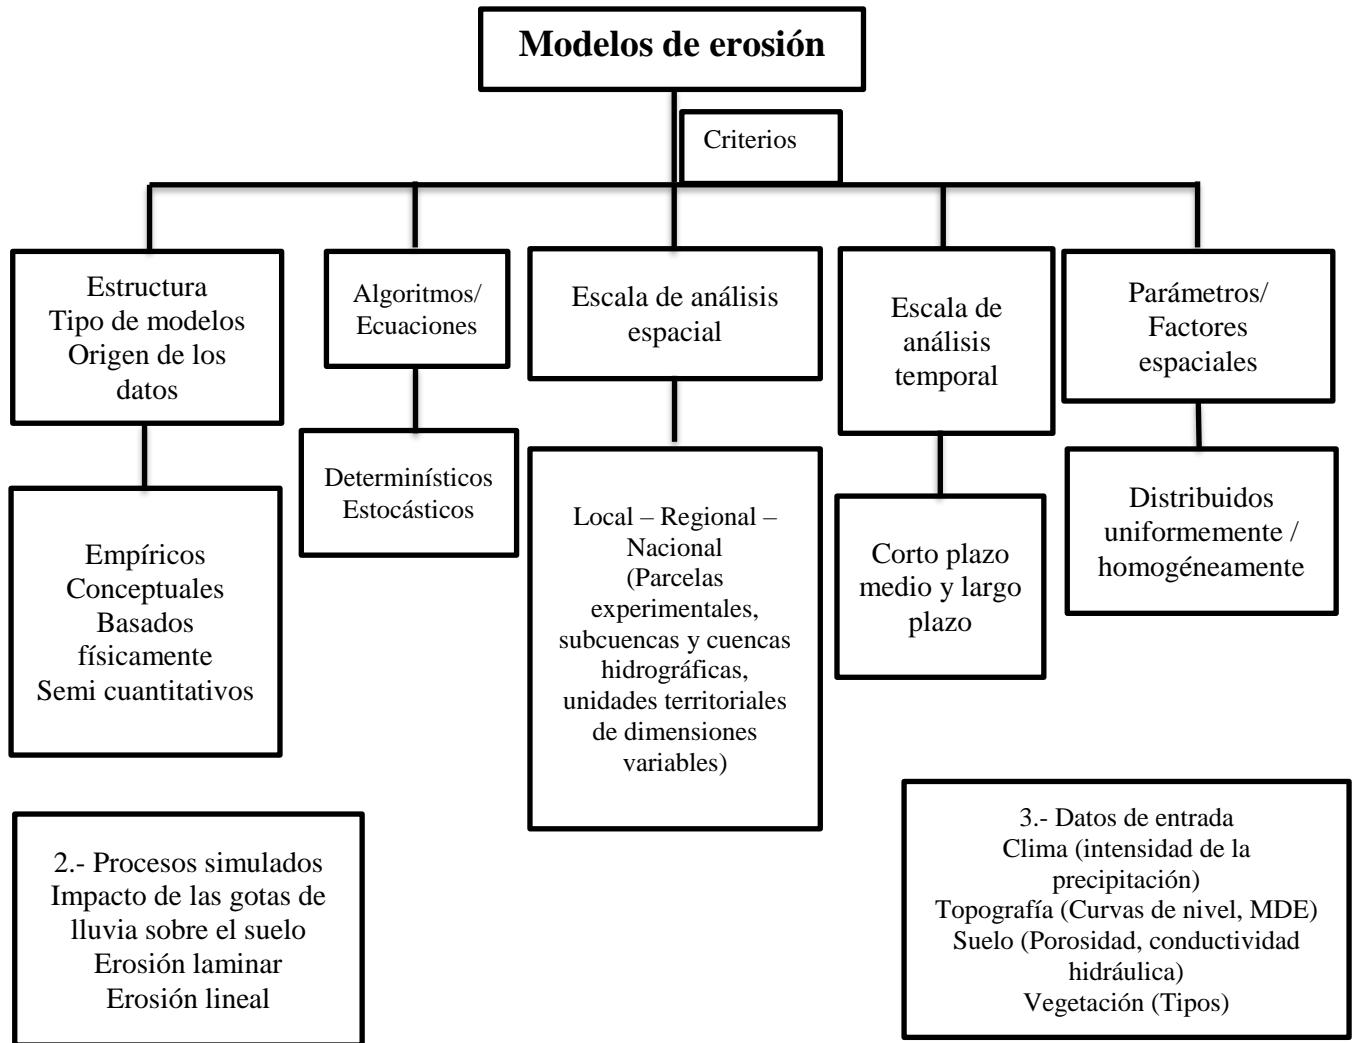 Modelos de erosión
Criterios
Estructura
Tipo de modelos
Origen de los
datos
Algoritmos/
Ecuaciones
Escala de análisis
espacial
Escala de
análisis
temporal
Parámetros/
Factores
espaciales
Empíricos
Conceptuales
Basados
físicamente
Semi cuantitativos
Determinísticos
Estocásticos
Local – Regional –
Nacional
(Parcelas
experimentales,
subcuencas y cuencas
hidrográficas,
unidades territoriales
de dimensiones
variables)
Corto plazo
medio y largo
plazo
Distribuidos
uniformemente /
homogéneamente
2.- Procesos simulados
Impacto de las gotas de
lluvia sobre el suelo
Erosión laminar
Erosión lineal
3.- Datos de entrada
Clima (intensidad de la
precipitación)
Topografía (Curvas de nivel, MDE)
Suelo (Porosidad, conductividad
hidráulica)
Vegetación (Tipos)